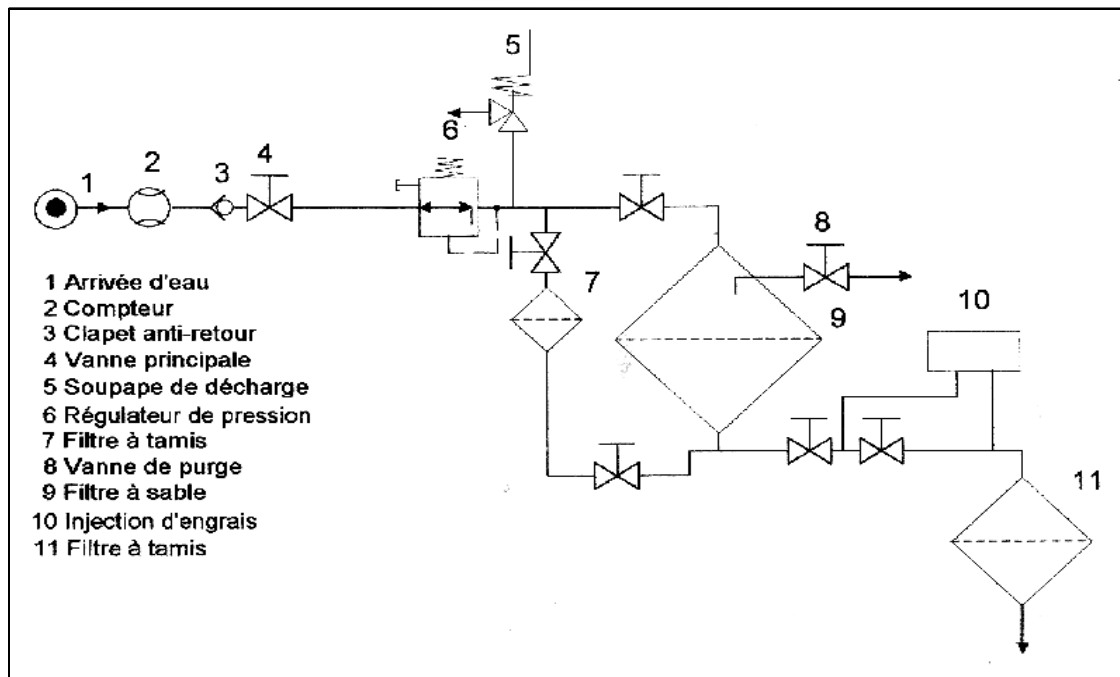 5
6
4
2
3
1
8
7
10
9
11
1 Arrivée d'eau
2 Compteur
3 Clapet anti-retour
4 Vanne principale
5 Soupape de décharge
6 Régulateur de pression
7 Filtre à tamis
8 Vanne de purge
9 Filtre à sable
10 Injection d'engrais
11 Filtre à tamis